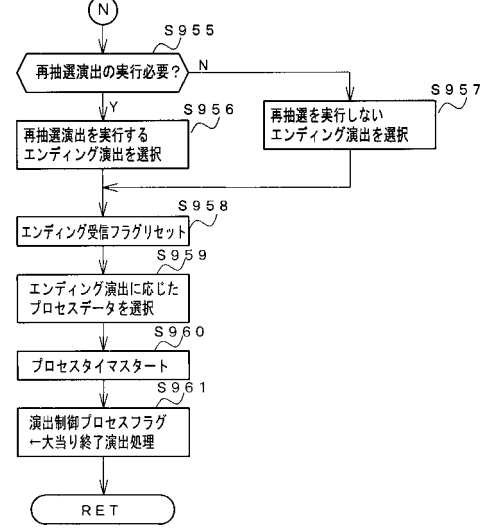 N
S955
再抽選演出の実行必要？
N
S957
Y
S956
再抽選演出を実行する
エンディング演出を選択
再抽選を実行しない
エンディング演出を選択
S958
エンディング受信フラグリセット
S959
エンディング演出に応じた
プロセスデータを選択
S960
プロセスタイマスタート
S961
演出制御プロセスフラグ
←大当り終了演出処理
RET